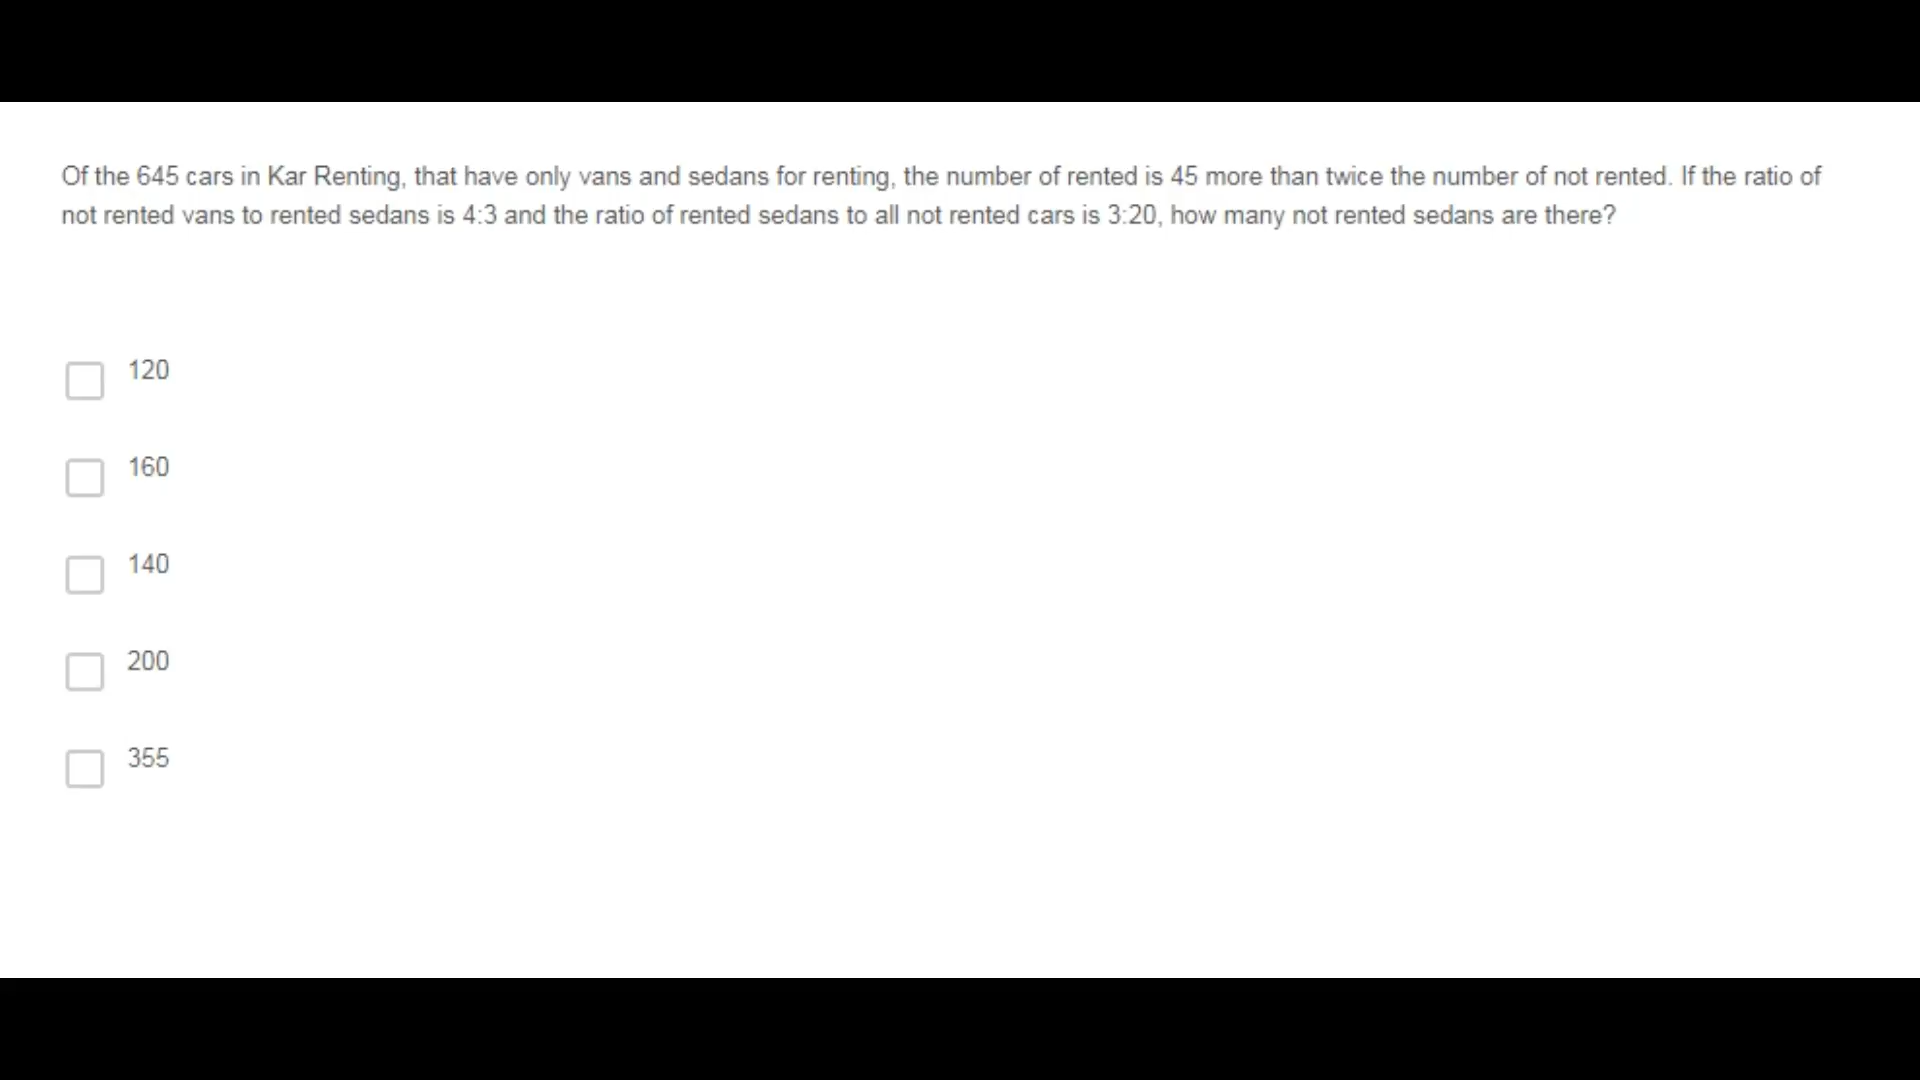 Of the 645 cars in Kar Renting, that have only vans and sedans for renting, the number of rented is 45 more than twice the number of not rented. If the ratio of
not rented vans to rented sedans is 4:3 and the ratio of rented sedans to all not rented cars is 3:20, how many not rented sedans are there?
120
160
140
200
355